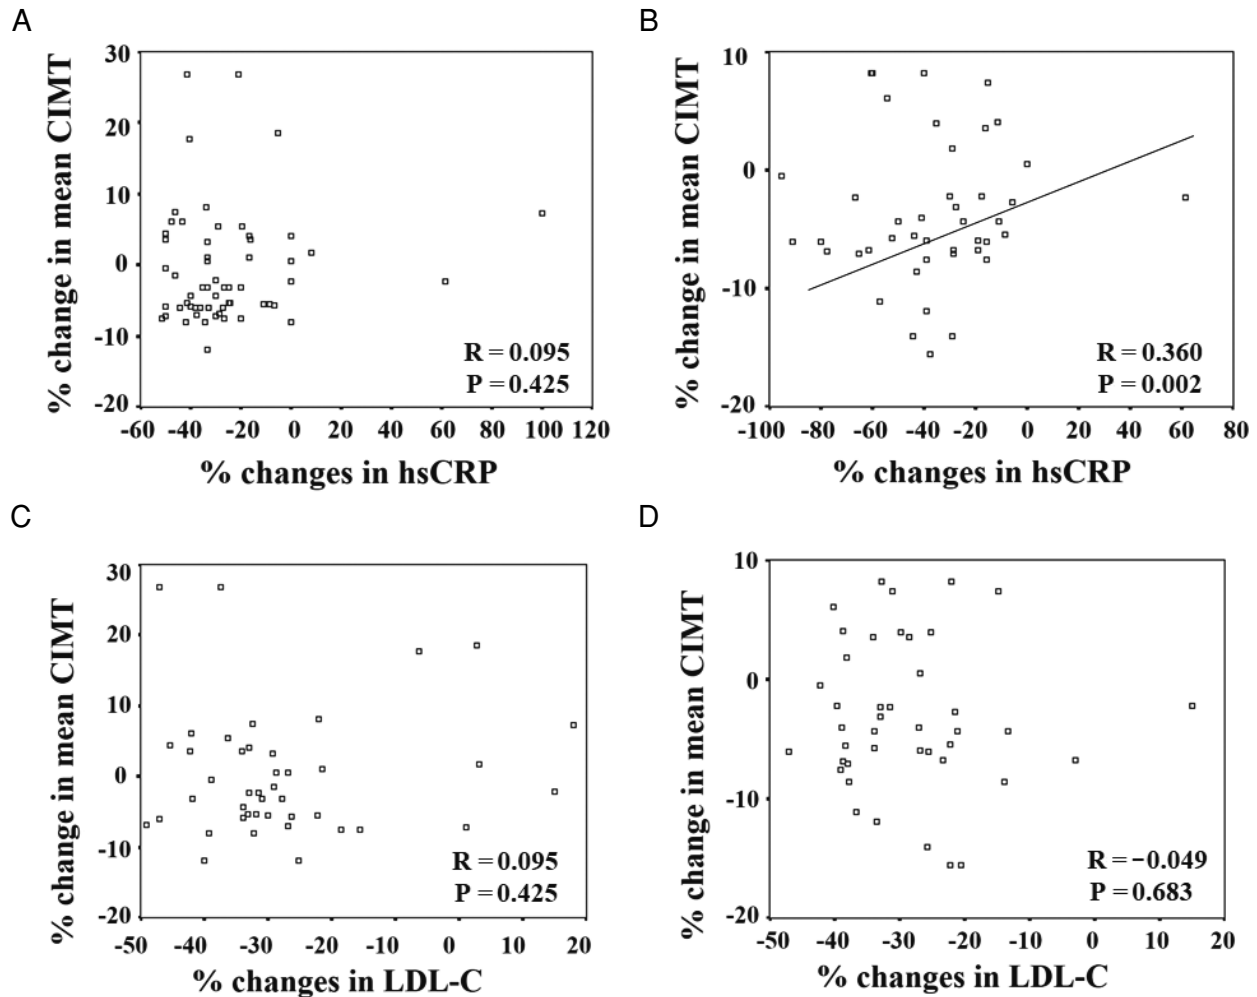 A
% change in mean CIMT
30
20
10
0
-10
-20
R = 0.095
P = 0.425
-60 -40 -20 0 20 40 60 80 100 120
% changes in hsCRP
B
% change in mean CIMT
10
0
-10
-20
R = 0.360
P = 0.002
-100 -80 -60 -40 -20 0 20 40 60 80
% changes in hsCRP
C
% change in mean CIMT
30
20
10
0
-10
-20
R = 0.095
P = 0.425
-50 -40 -30 -20 -10 0 10 20
% changes in LDL-C
D
% change in mean CIMT
10
0
-10
-20
R = −0.049
P = 0.683
-50 -40 -30 -20 -10 0 10 20
% changes in LDL-C